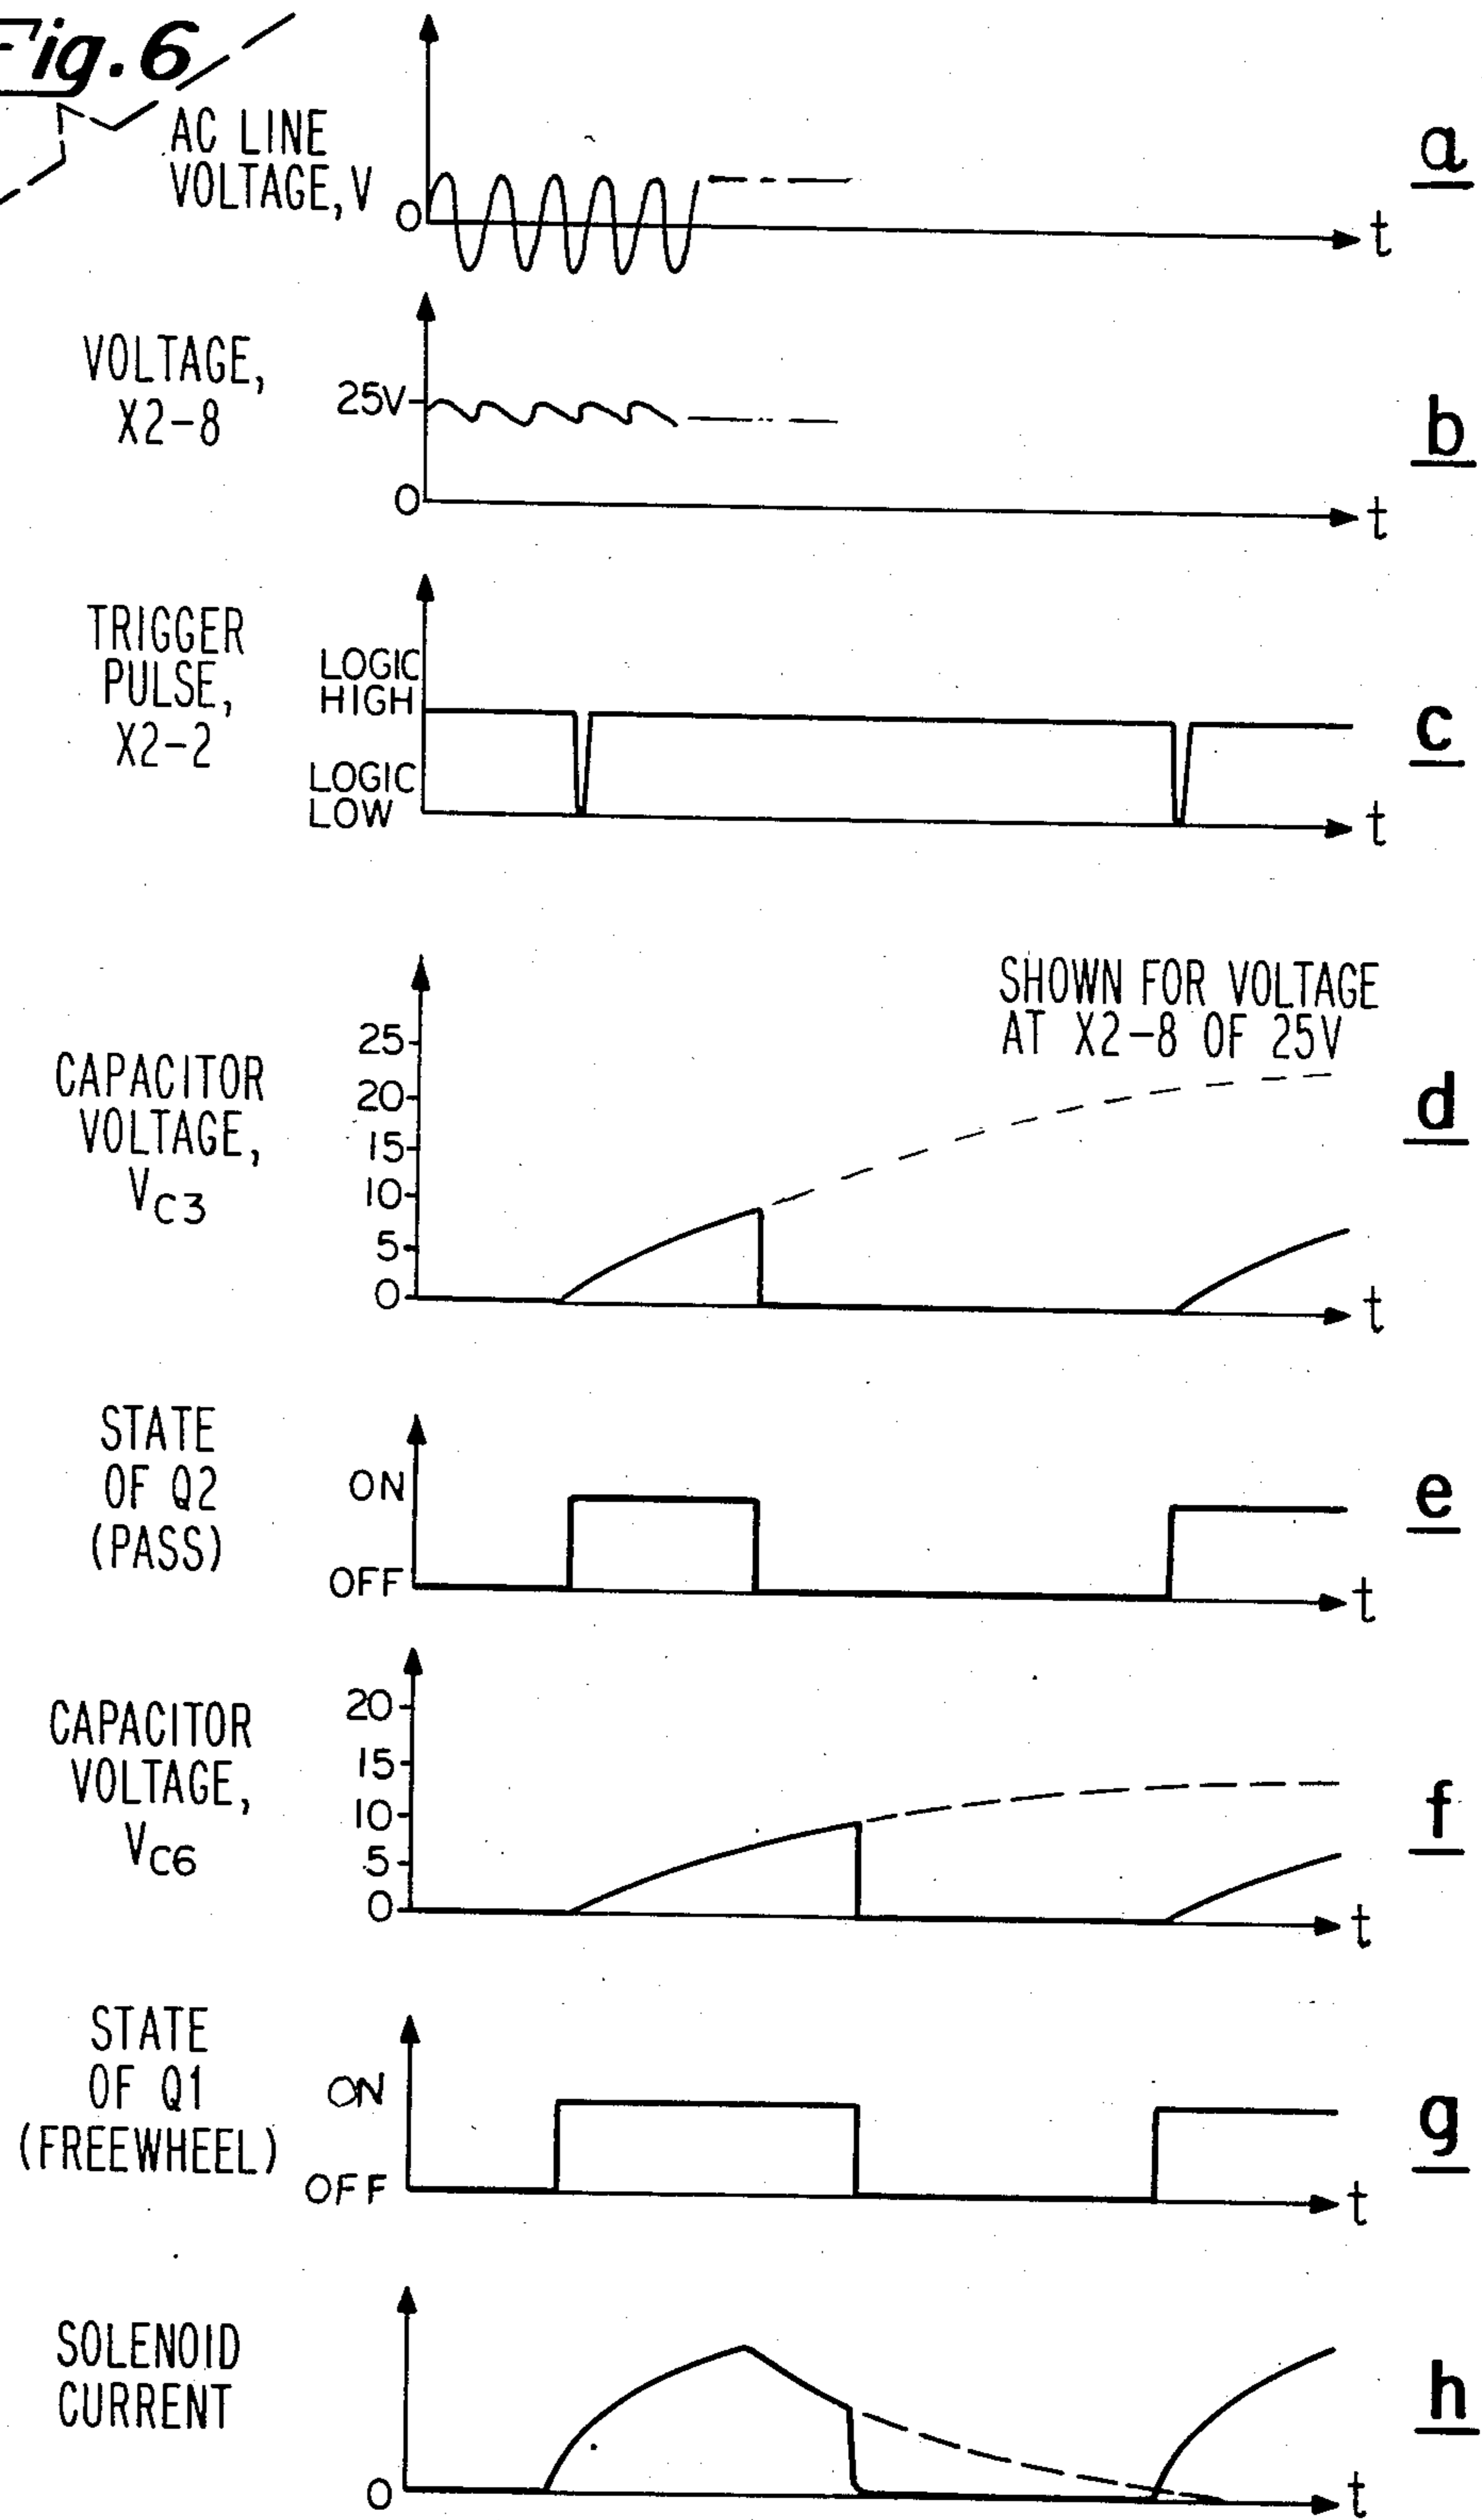 Fig. 6
AC LINE
VOLTAGE, V
0
t
a
VOLTAGE,
X2-8
25V
0
t
b
TRIGGER
PULSE,
X2-2
LOGIC
HIGH
LOGIC
LOW
t
c
SHOWN FOR VOLTAGE
AT X2-8 OF 25V
CAPACITOR
VOLTAGE,
VC3
25
20
15
10
5
0
t
d
STATE
OF Q2
(PASS)
ON
OFF
t
e
CAPACITOR
VOLTAGE,
VC6
20
15
10
5
0
t
f
STATE
OF Q1
(FREEWHEEL)
ON
OFF
t
g
SOLENOID
CURRENT
0
t
h